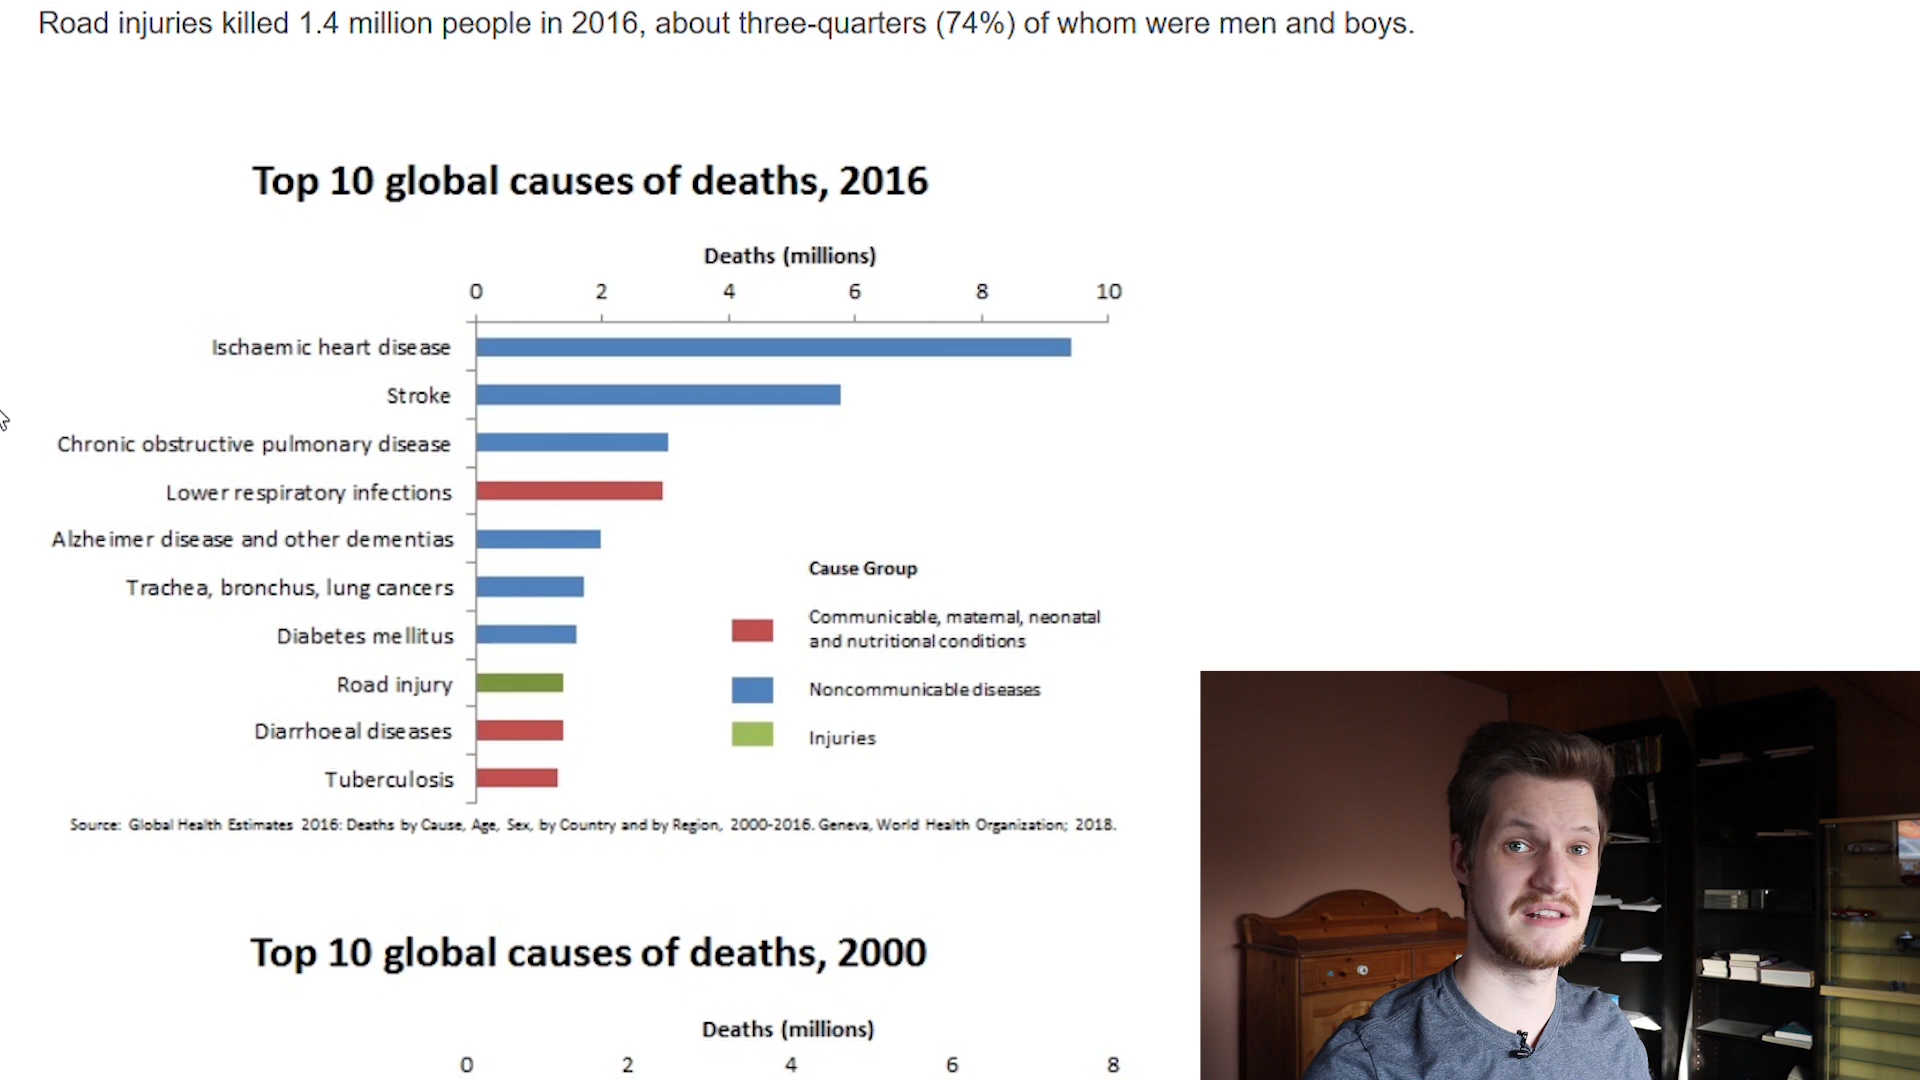 Road injuries killed 1.4 million people in 2016, about three-quarters (74%) of whom were men and boys.
Top 10 global causes of deaths, 2016
Deaths (millions)
0 2 4 6 8 10
Ischaemic heart disease
Stroke
Chronic obstructive pulmonary disease
Lower respiratory infections
Alzheimer disease and other dementias
Trachea, bronchus, lung cancers
Diabetes mellitus
Road injury
Diarrhoeal diseases
Tuberculosis
Cause Group
Communicable, maternal, neonatal
and nutritional conditions
Noncommunicable diseases
Injuries
Source: Global Health Estimates 2016: Deaths by Cause, Age, Sex, by Country and by Region, 2000-2016. Geneva, World Health Organization; 2018.
Top 10 global causes of deaths, 2000
Deaths (millions)
0 2 4 6 8